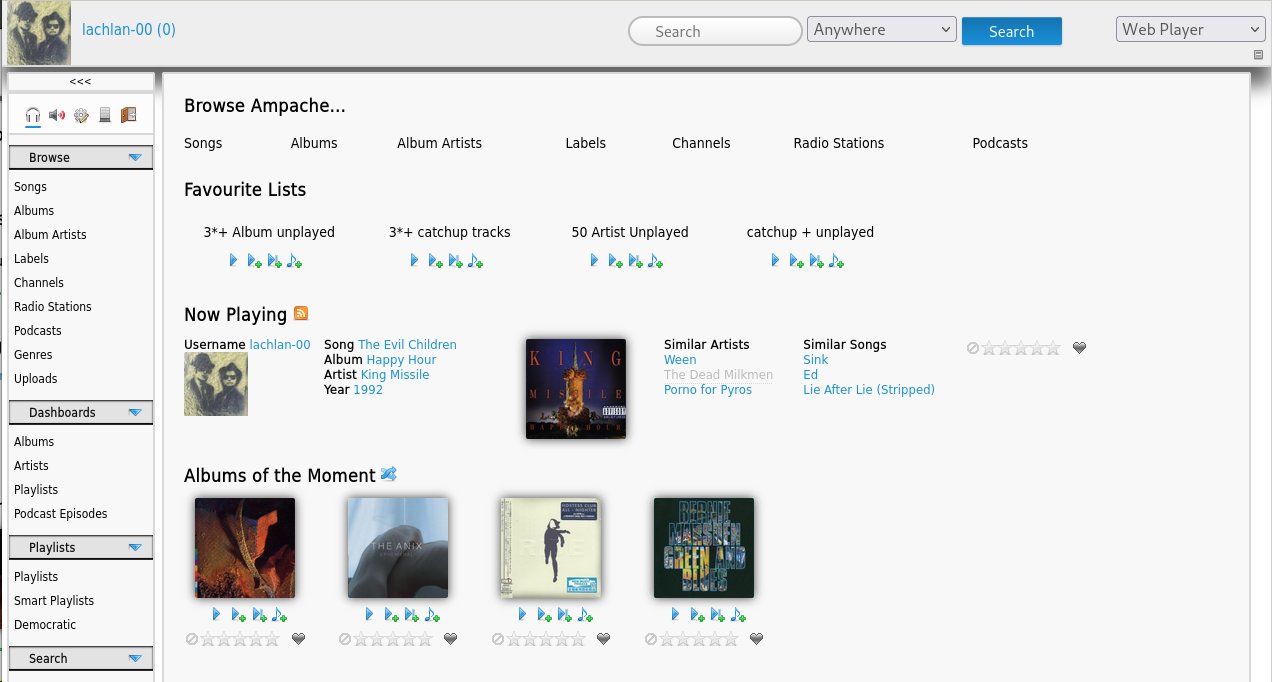 lachlan-00 (0)
Search
Anywhere
Search
Web Player
<<<
Browse
Songs
Albums
Album Artists
Labels
Channels
Radio Stations
Podcasts
Genres
Uploads
Dashboards
Albums
Artists
Playlists
Podcast Episodes
Playlists
Playlists
Smart Playlists
Democratic
Search
Browse Ampache...
Songs Albums Album Artists Labels Channels Radio Stations Podcasts
Favourite Lists
3*+ Album unplayed 3*+ catchup tracks 50 Artist Unplayed catchup + unplayed
Now Playing
Username lachlan-00
Song The Evil Children
Album Happy Hour
Artist King Missile
Year 1992
KING
MISSILE
HAPPY HOUR
Similar Artists
Ween
The Dead Milkmen
Porno for Pyros
Similar Songs
Sink
Ed
Lie After Lie (Stripped)
Albums of the Moment
THE ANIX
BERNIE
MARSDEN
GREEN AND
BLUES